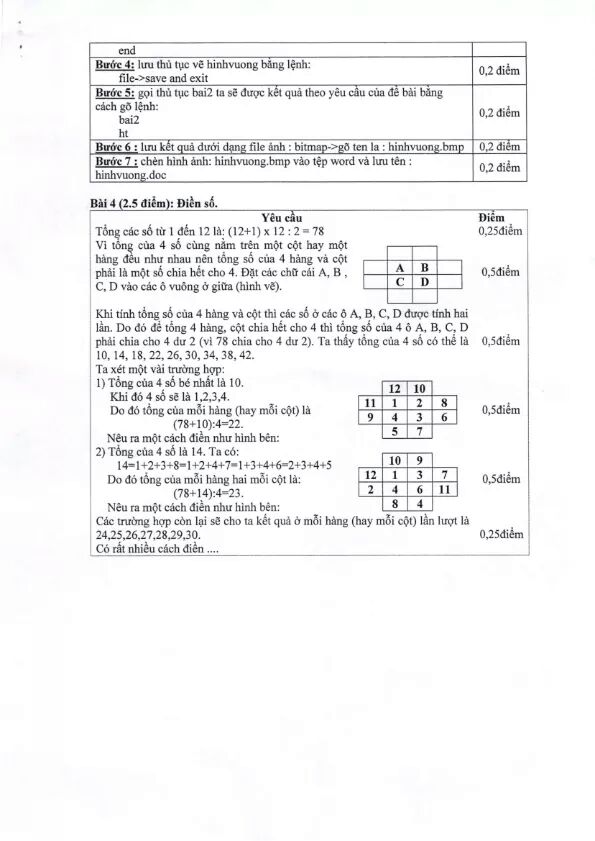 end
Bước 4: lưu thủ tục vẽ hinhvuong bằng lệnh:
file->save and exit
0,2 điểm
Bước 5: gọi thủ tục bai2 ta sẽ được kết quả theo yêu cầu của đề bài bằng
cách gõ lệnh:
bai2
ht
0,2 điểm
Bước 6 : lưu kết quả dưới dạng file ảnh : bitmap->gõ ten la : hinhvuong.bmp 0,2 điểm
Bước 7 : chèn hình ảnh: hinhvuong.bmp vào tệp word và lưu tên :
hinhvuong.doc
0,2 điểm
Bài 4 (2.5 điểm): Điền số.
Yêu cầu Điểm
Tổng các số từ 1 đến 12 là: (12+1) x 12 : 2 = 78 0,25điểm
Vì tổng của 4 số cùng nằm trên một cột hay một
hàng đều như nhau nên tổng số của 4 hàng và cột
phải là một số chia hết cho 4. Đặt các chữ cái A, B ,
C, D vào các ô vuông ở giữa (hình vẽ).
A B
C D
0,5điểm
Khi tính tổng số của 4 hàng và cột thì các số ở các ô A, B, C, D được tính hai
lần. Do đó để tổng 4 hàng, cột chia hết cho 4 thì tổng số của 4 ô A, B, C, D
phải chia cho 4 dư 2 (vì 78 chia cho 4 dư 2). Ta thấy tổng của 4 số có thể là 0,5điểm
10, 14, 18, 22, 26, 30, 34, 38, 42.
Ta xét một vài trường hợp:
1) Tổng của 4 số bé nhất là 10.
Khi đó 4 số sẽ là 1,2,3,4.
Do đó tổng của mỗi hàng (hay mỗi cột) là
(78+10):4=22.
Nêu ra một cách điền như hình bên:
12 10
11 1 2 8
9 4 3 6
5 7
0,5điểm
2) Tổng của 4 số là 14. Ta có:
14=1+2+3+8=1+2+4+7=1+3+4+6=2+3+4+5
Do đó tổng của mỗi hàng hai mỗi cột là:
(78+14):4=23.
Nêu ra một cách điền như hình bên:
10 9
12 1 3 7
2 4 6 11
8 4
0,5điểm
Các trường hợp còn lại sẽ cho ta kết quả ở mỗi hàng (hay mỗi cột) lần lượt là
24,25,26,27,28,29,30. 0,25điểm
Có rất nhiều cách điền ....